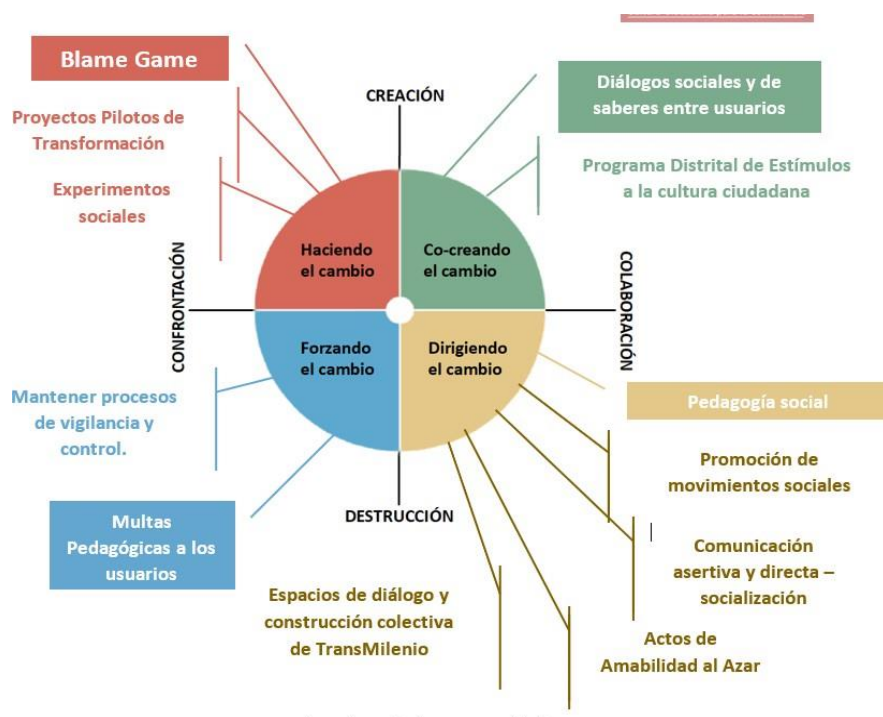 Blame Game
Proyectos Pilotos de
Transformación
Experimentos
sociales
CREACIÓN
Diálogos sociales y de
saberes entre usuarios
Programa Distrital de Estímulos
a la cultura ciudadana
CONFRONTACIÓN
Haciendo
el cambio
Co-creando
el cambio
COLABORACIÓN
Forzando
el cambio
Dirigiendo
el cambio
Mantener procesos
de vigilancia y
control.
Multas
Pedagógicas a los
usuarios
DESTRUCCIÓN
Pedagogía social
Promoción de
movimientos sociales
Comunicación
asertiva y directa –
socialización
Espacios de diálogo y
construcción colectiva
de TransMilenio
Actos de
Amabilidad al Azar